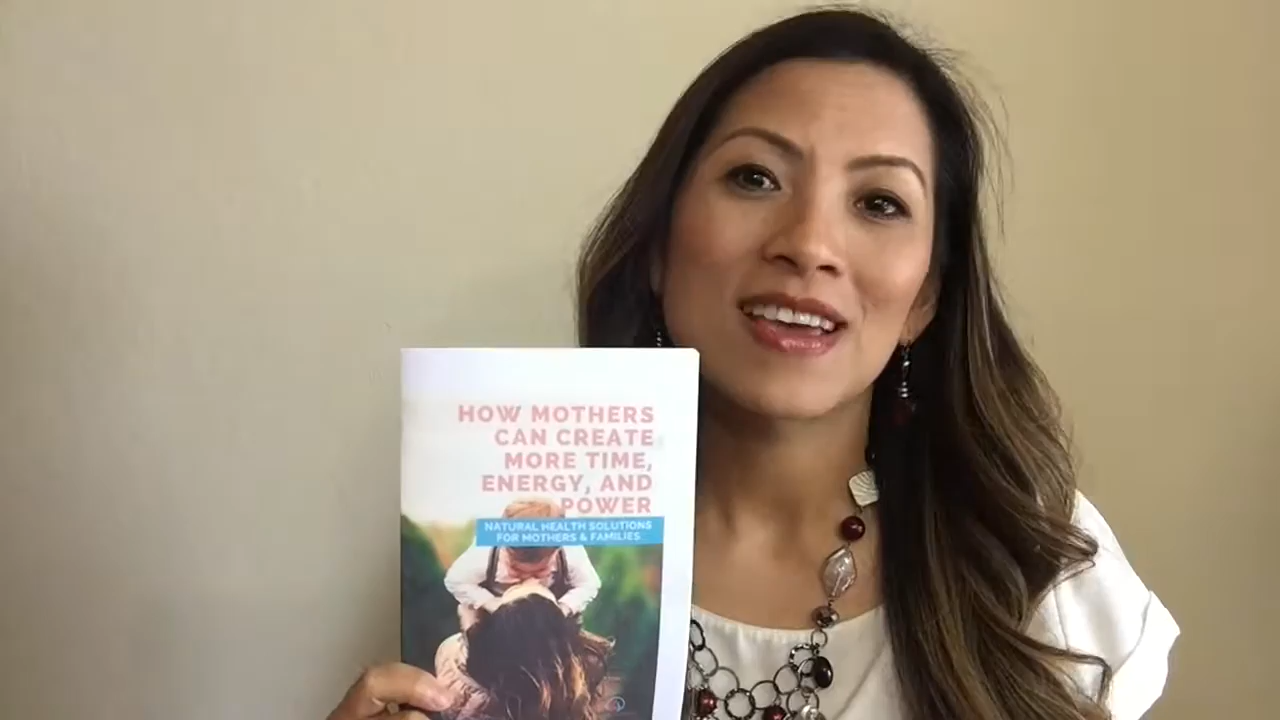 HOW MOTHERS
CAN CREATE
MORE TIME,
ENERGY, AND
POWER
NATURAL HEALTH SOLUTIONS
FOR MOTHERS & FAMILIES